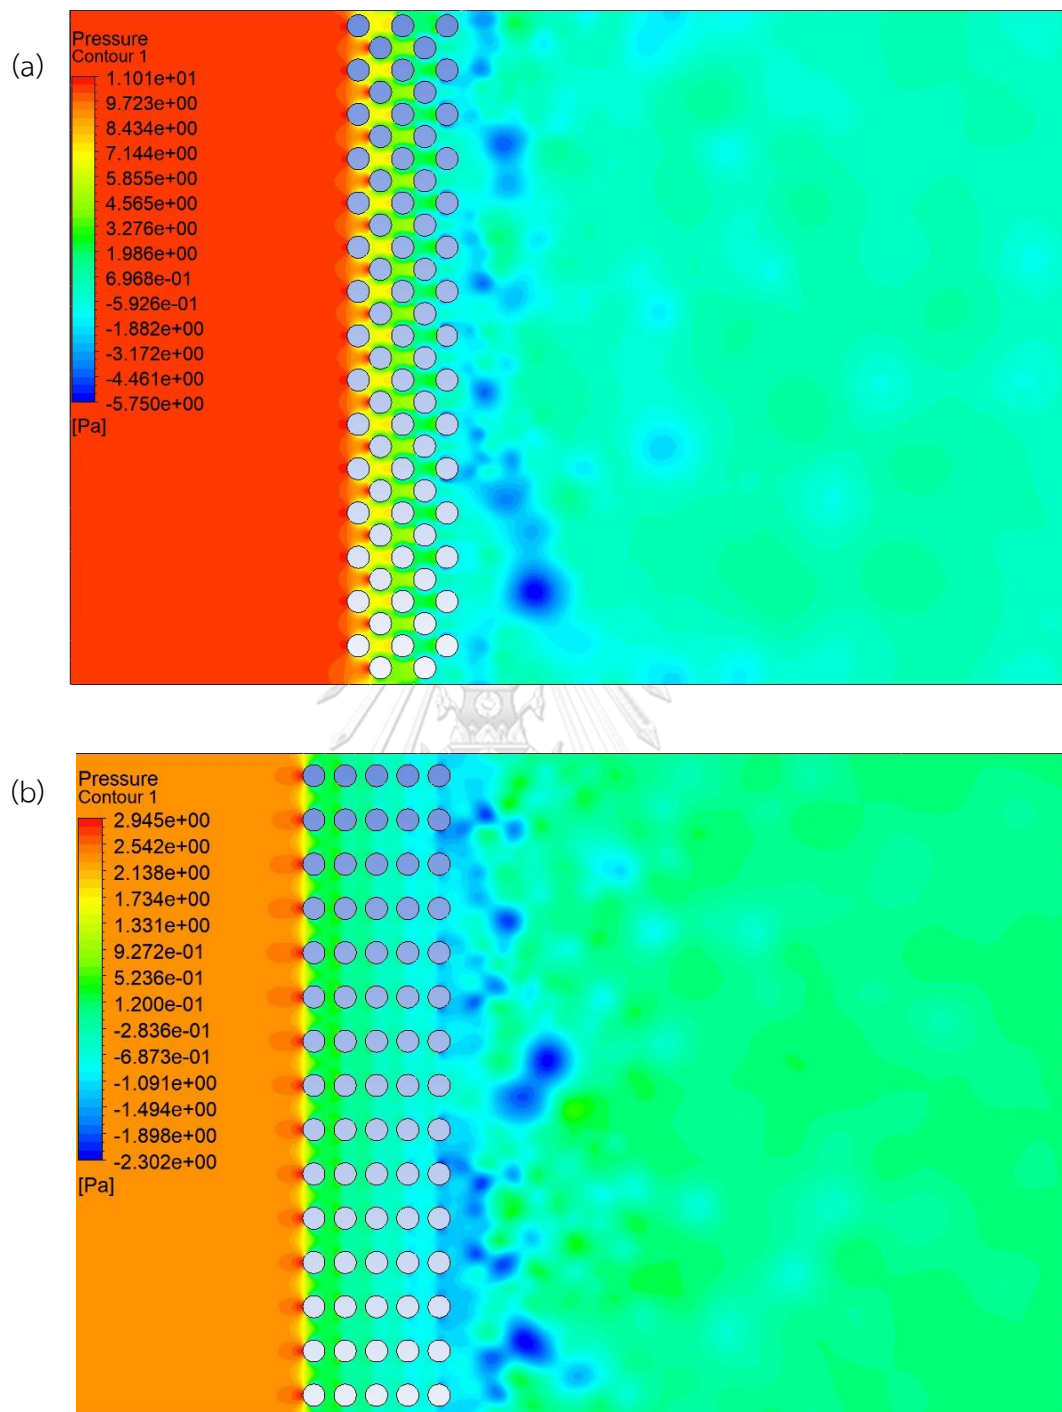 (a)
Pressure
Contour 1
1.101e+01
9.723e+00
8.434e+00
7.144e+00
5.855e+00
4.565e+00
3.276e+00
1.986e+00
6.968e-01
-5.926e-01
-1.882e+00
-3.172e+00
-4.461e+00
-5.750e+00
[Pa]
(b)
Pressure
Contour 1
2.945e+00
2.542e+00
2.138e+00
1.734e+00
1.331e+00
9.272e-01
5.236e-01
1.200e-01
-2.836e-01
-6.873e-01
-1.091e+00
-1.494e+00
-1.898e+00
-2.302e+00
[Pa]